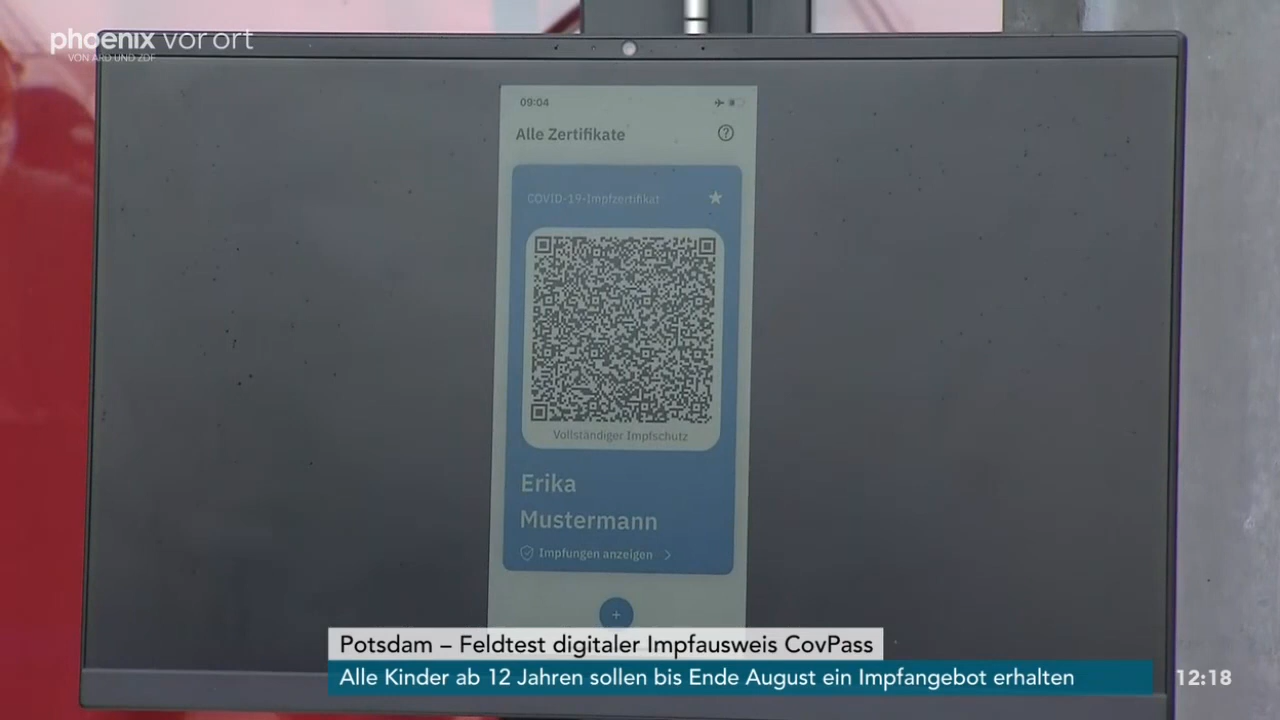 phoenix vor ort
VON ARD UND ZDF
09:04
Alle Zertifikate
?
COVID-19-Impfzertifikat
Vollständiger Impfschutz
Erika
Mustermann
Impfungen anzeigen
+
Potsdam – Feldtest digitaler Impfausweis CovPass
Alle Kinder ab 12 Jahren sollen bis Ende August ein Impfangebot erhalten
12:18